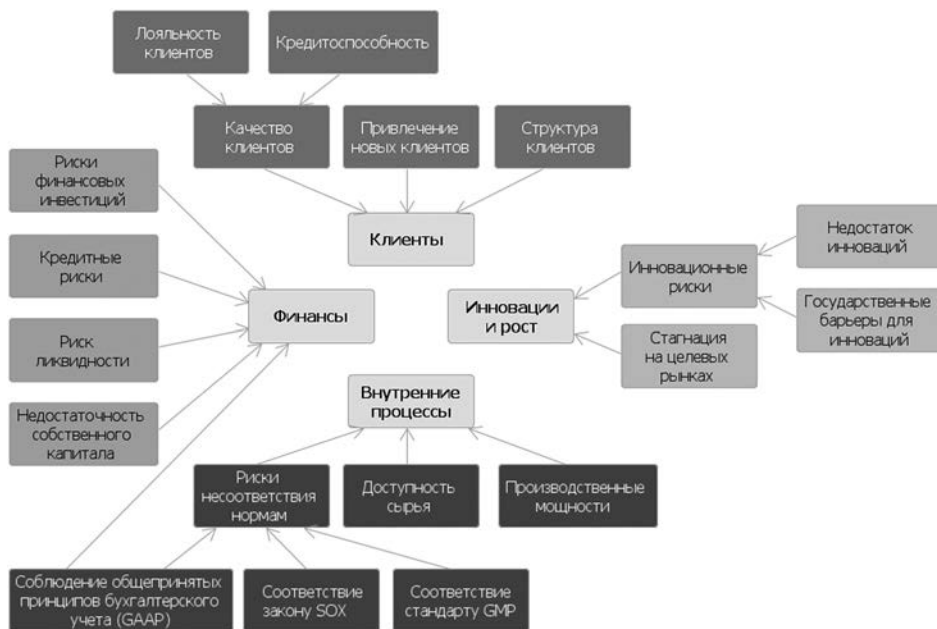 Лояльность
клиентов
Кредитоспособность
Качество
клиентов
Привлечение
новых клиентов
Структура
клиентов
Риски
финансовых
инвестиций
Клиенты
Недостаток
инноваций
Кредитные
риски
Инновационные
риски
Финансы
Инновации
и рост
Государственные
барьеры для
инноваций
Риск
ликвидности
Стагнация
на целевых
рынках
Внутренние
процессы
Недостаточность
собственного
капитала
Риски
несоответствия
нормам
Доступность
сырья
Производственные
мощности
Соблюдение общепринятых
принципов бухгалтерского
учета (GAAP)
Соответствие
закону SOX
Соответствие
стандарту GMP